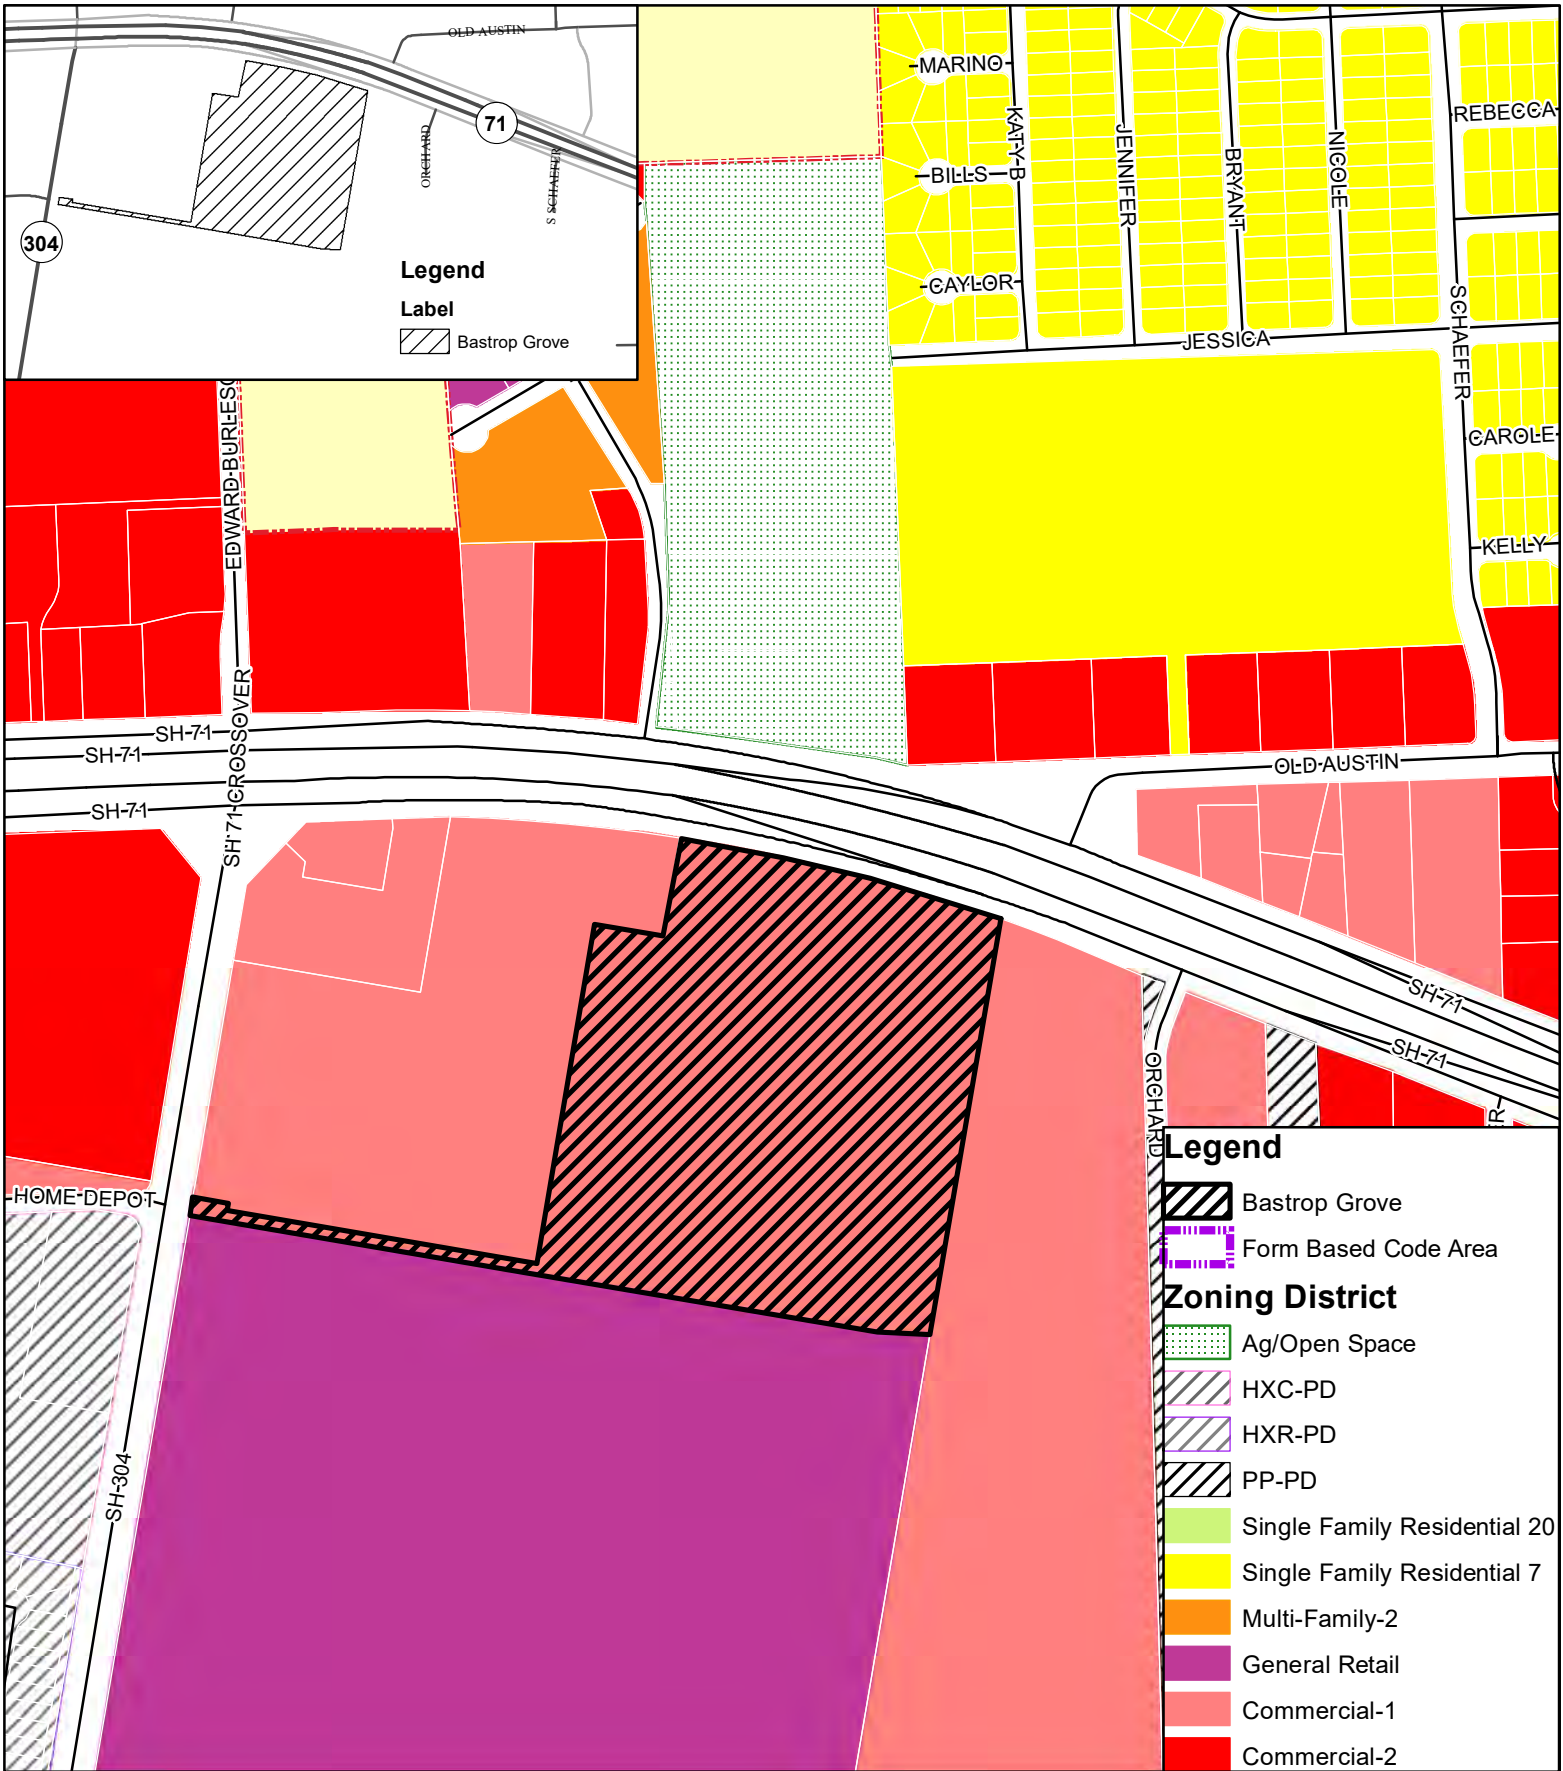 OLD AUSTIN
71
ORCHARD
S SCHAEFER
304
Legend
Label
Bastrop Grove
MARINO
KATY B
JENNIFER
BRYANT
NICOLE
REBECCA
BILLS
CAYLOR
JESSICA
SCHAEFER
CAROLE
KELLY
EDWARD BURLESO
SH 71 CROSSOVER
SH 71
SH 71
SH 71
OLD AUSTIN
SH 71
SH 71
ORCHARD
HOME DEPOT
SH 304
Legend
Bastrop Grove
Form Based Code Area
Zoning District
Ag/Open Space
HXC-PD
HXR-PD
PP-PD
Single Family Residential 20
Single Family Residential 7
Multi-Family-2
General Retail
Commercial-1
Commercial-2